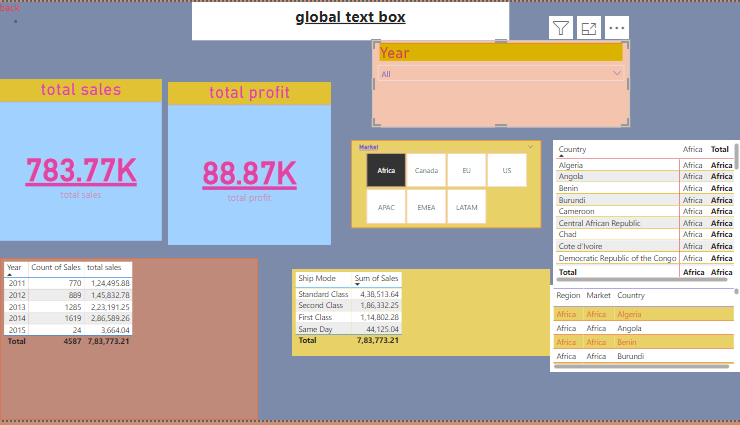 back
global text box
Year
All
total sales
783.77K
total sales
total profit
88.87K
total profit
Market
Africa Canada EU US
APAC EMEA LATAM
Country Africa Total
Algeria Africa Africa
Angola Africa Africa
Benin Africa Africa
Burundi Africa Africa
Cameroon Africa Africa
Central African Republic Africa Africa
Chad Africa Africa
Cote d'Ivoire Africa Africa
Democratic Republic of the Congo Africa Africa
Total Africa Africa
Year Count of Sales total sales
2011 770 1,24,495.88
2012 889 1,45,832.78
2013 1285 2,23,191.25
2014 1619 2,86,589.26
2015 24 3,664.04
Total 4587 7,83,773.21
Ship Mode Sum of Sales
Standard Class 4,38,513.64
Second Class 1,86,332.25
First Class 1,14,802.28
Same Day 44,125.04
Total 7,83,773.21
Region Market Country
Africa Africa Algeria
Africa Africa Angola
Africa Africa Benin
Africa Africa Burundi